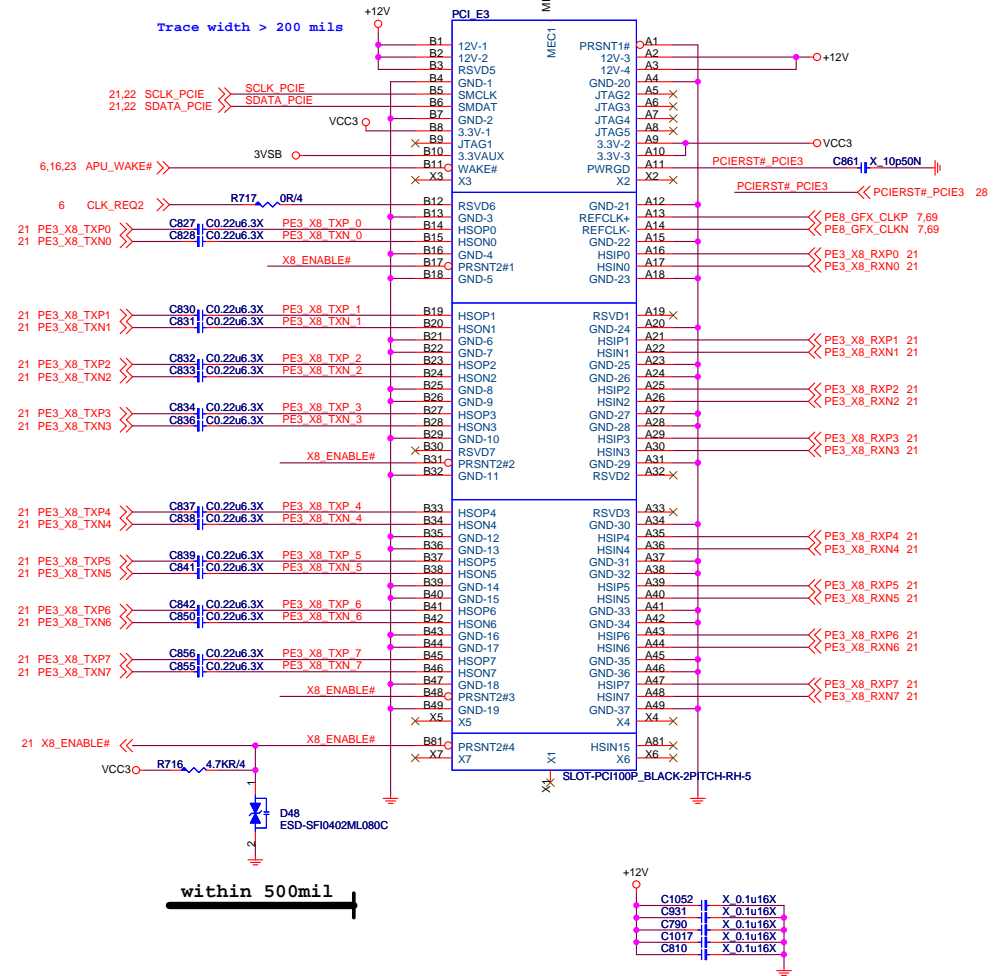 ME
+12V
PCI_E3
Trace width > 200 mils
MEC1
B1 12V-1 PRSNT1# A1
B2 12V-2 12V-3 A2 +12V
B3 RSVD5 12V-4 A3
B4 GND-1 GND-20 A4
21,22 SCLK_PCIE SCLK_PCIE B5 SMCLK JTAG2 A5
21,22 SDATA_PCIE SDATA_PCIE B6 SMDAT JTAG3 A6
B7 GND-2 JTAG4 A7
VCC3 B8 3.3V-1 JTAG5 A8
B9 JTAG1 3.3V-2 A9 VCC3
3VSB B10 3.3VAUX 3.3V-3 A10
6,16,23 APU_WAKE# B11 WAKE# PWRGD A11 PCIERST#_PCIE3 C861 X_10p50N
X3 X3 X2 X2
PCIERST#_PCIE3 PCIERST#_PCIE3 28
6 CLK_REQ2 R717 0R/4 B12 RSVD6 GND-21 A12
B13 GND-3 REFCLK+ A13 PE8_GFX_CLKP 7,69
21 PE3_X8_TXP0 C827 C0.22u6.3X PE3_X8_TXP_0 B14 HSOP0 REFCLK- A14 PE8_GFX_CLKN 7,69
21 PE3_X8_TXN0 C828 C0.22u6.3X PE3_X8_TXN_0 B15 HSON0 GND-22 A15
B16 GND-4 HSIP0 A16 PE3_X8_RXP0 21
X8_ENABLE# B17 PRSNT2#1 HSIN0 A17 PE3_X8_RXN0 21
B18 GND-5 GND-23 A18
21 PE3_X8_TXP1 C830 C0.22u6.3X PE3_X8_TXP_1 B19 HSOP1 RSVD1 A19
21 PE3_X8_TXN1 C831 C0.22u6.3X PE3_X8_TXN_1 B20 HSON1 GND-24 A20
B21 GND-6 HSIP1 A21 PE3_X8_RXP1 21
B22 GND-7 HSIN1 A22 PE3_X8_RXN1 21
21 PE3_X8_TXP2 C832 C0.22u6.3X PE3_X8_TXP_2 B23 HSOP2 GND-25 A23
21 PE3_X8_TXN2 C833 C0.22u6.3X PE3_X8_TXN_2 B24 HSON2 GND-26 A24
B25 GND-8 HSIP2 A25 PE3_X8_RXP2 21
B26 GND-9 HSIN2 A26 PE3_X8_RXN2 21
21 PE3_X8_TXP3 C834 C0.22u6.3X PE3_X8_TXP_3 B27 HSOP3 GND-27 A27
21 PE3_X8_TXN3 C836 C0.22u6.3X PE3_X8_TXN_3 B28 HSON3 GND-28 A28
B29 GND-10 HSIP3 A29 PE3_X8_RXP3 21
B30 RSVD7 HSIN3 A30 PE3_X8_RXN3 21
X8_ENABLE# B31 PRSNT2#2 GND-29 A31
B32 GND-11 RSVD2 A32
21 PE3_X8_TXP4 C837 C0.22u6.3X PE3_X8_TXP_4 B33 HSOP4 RSVD3 A33
21 PE3_X8_TXN4 C838 C0.22u6.3X PE3_X8_TXN_4 B34 HSON4 GND-30 A34
B35 GND-12 HSIP4 A35 PE3_X8_RXP4 21
B36 GND-13 HSIN4 A36 PE3_X8_RXN4 21
21 PE3_X8_TXP5 C839 C0.22u6.3X PE3_X8_TXP_5 B37 HSOP5 GND-31 A37
21 PE3_X8_TXN5 C841 C0.22u6.3X PE3_X8_TXN_5 B38 HSON5 GND-32 A38
B39 GND-14 HSIP5 A39 PE3_X8_RXP5 21
B40 GND-15 HSIN5 A40 PE3_X8_RXN5 21
21 PE3_X8_TXP6 C842 C0.22u6.3X PE3_X8_TXP_6 B41 HSOP6 GND-33 A41
21 PE3_X8_TXN6 C850 C0.22u6.3X PE3_X8_TXN_6 B42 HSON6 GND-34 A42
B43 GND-16 HSIP6 A43 PE3_X8_RXP6 21
B44 GND-17 HSIN6 A44 PE3_X8_RXN6 21
21 PE3_X8_TXP7 C856 C0.22u6.3X PE3_X8_TXP_7 B45 HSOP7 GND-35 A45
21 PE3_X8_TXN7 C855 C0.22u6.3X PE3_X8_TXN_7 B46 HSON7 GND-36 A46
B47 GND-18 HSIP7 A47 PE3_X8_RXP7 21
X8_ENABLE# B48 PRSNT2#3 HSIN7 A48 PE3_X8_RXN7 21
B49 GND-19 GND-37 A49
X5 X5 X4 X4
21 X8_ENABLE# X8_ENABLE# B81 PRSNT2#4 HSIN15 A81
X7 X7 X6 X6
X1
VCC3 R716 4.7KR/4
X1 SLOT-PCI100P_BLACK-2PITCH-RH-5
1
D48
ESD-SFI0402ML080C
2
within 500mil
+12V
C1052 X_0.1u16X
C931 X_0.1u16X
C790 X_0.1u16X
C1017 X_0.1u16X
C810 X_0.1u16X